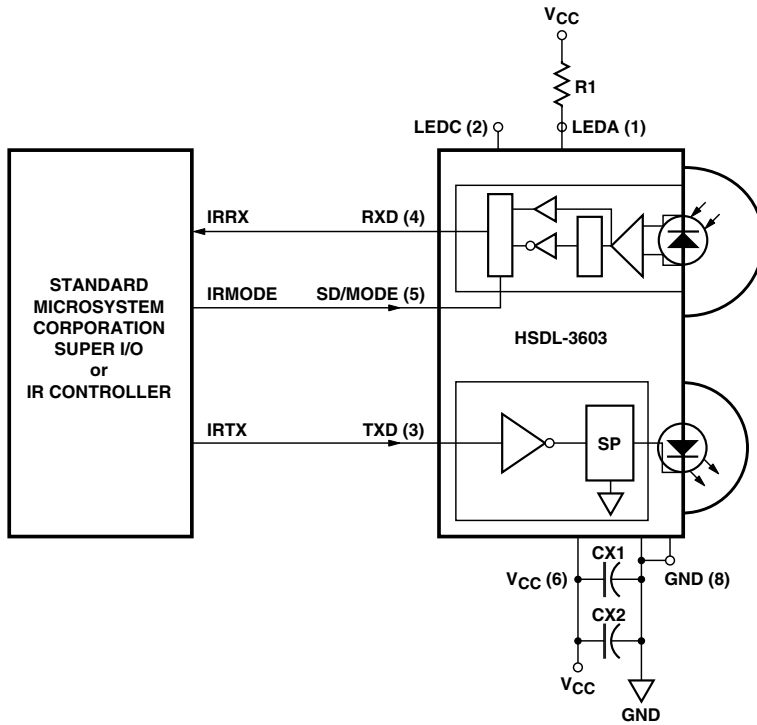 VCC
R1
LEDC (2)
LEDA (1)
IRRX
RXD (4)
STANDARD
MICROSYSTEM
CORPORATION
SUPER I/O
or
IR CONTROLLER
IRMODE
SD/MODE (5)
HSDL-3603
IRTX
TXD (3)
SP
CX1
VCC (6)
GND (8)
CX2
VCC
GND